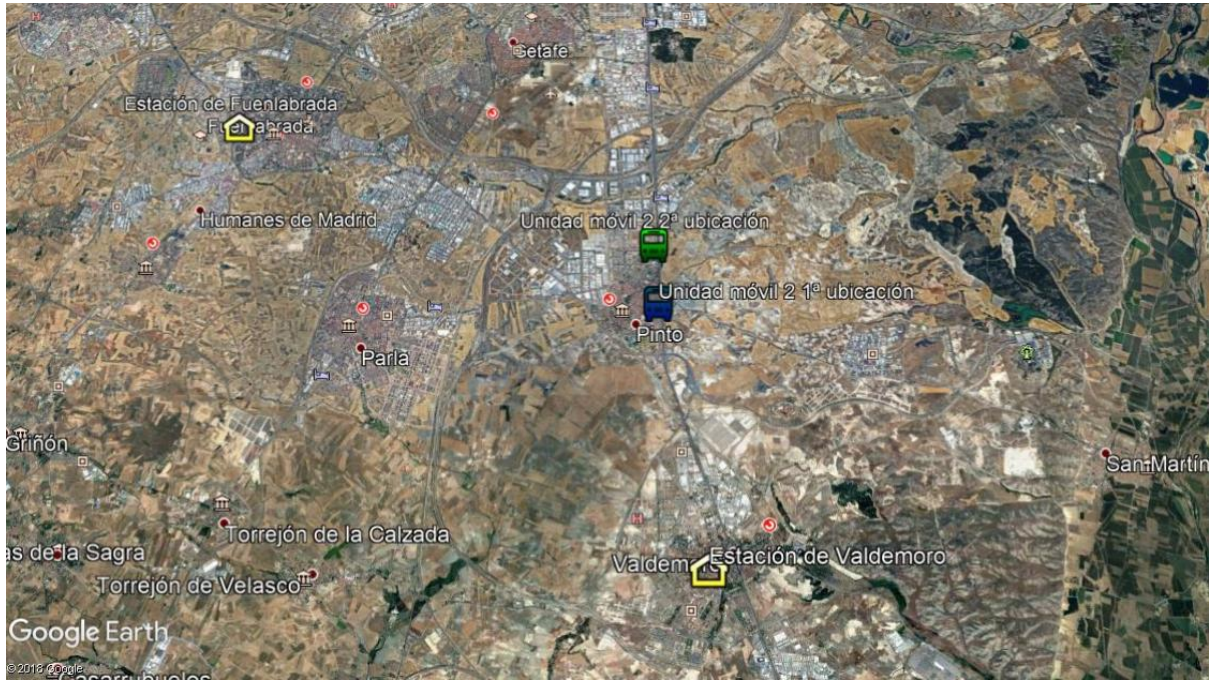 Getafe
Estación de Fuenlabrada
Fuenlabrada
Humanes de Madrid
Unidad móvil 2 2ª ubicación
Unidad móvil 2 1ª ubicación
Pinto
Parla
Griñón
San Martín
Torrejón de la Calzada
as de la Sagra
Estación de Valdemoro
Valdemoro
Torrejón de Velasco
Google Earth
© 2018 Google
Casarrubuelos